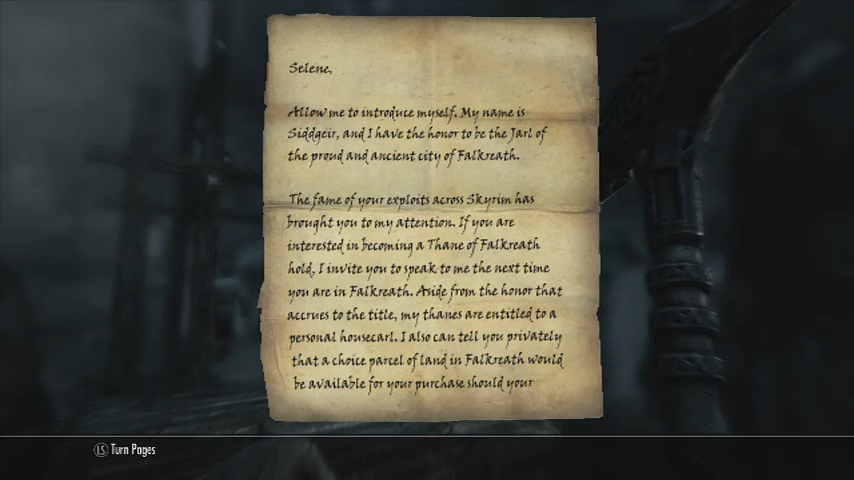 Selene,
Allow me to introduce myself. My name is
Siddgeir, and I have the honor to be the Jarl of
the proud and ancient city of Falkreath.
The fame of your exploits across Skyrim has
brought you to my attention. If you are
interested in becoming a Thane of Falkreath
hold, I invite you to speak to me the next time
you are in Falkreath. Aside from the honor that
accrues to the title, my thanes are entitled to a
personal housecarl. I also can tell you privately
that a choice parcel of land in Falkreath would
be available for your purchase should your
LS Turn Pages